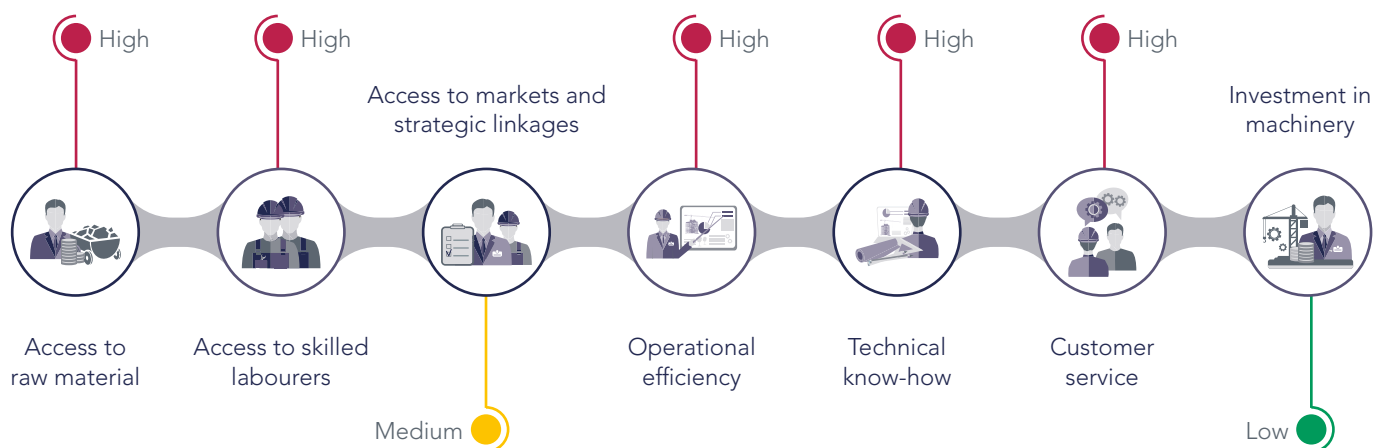 High
High
High
High
High
Access to markets and
strategic linkages
Investment in
machinery
Access to
raw material
Access to skilled
labourers
Operational
efficiency
Technical
know-how
Customer
service
Medium
Low